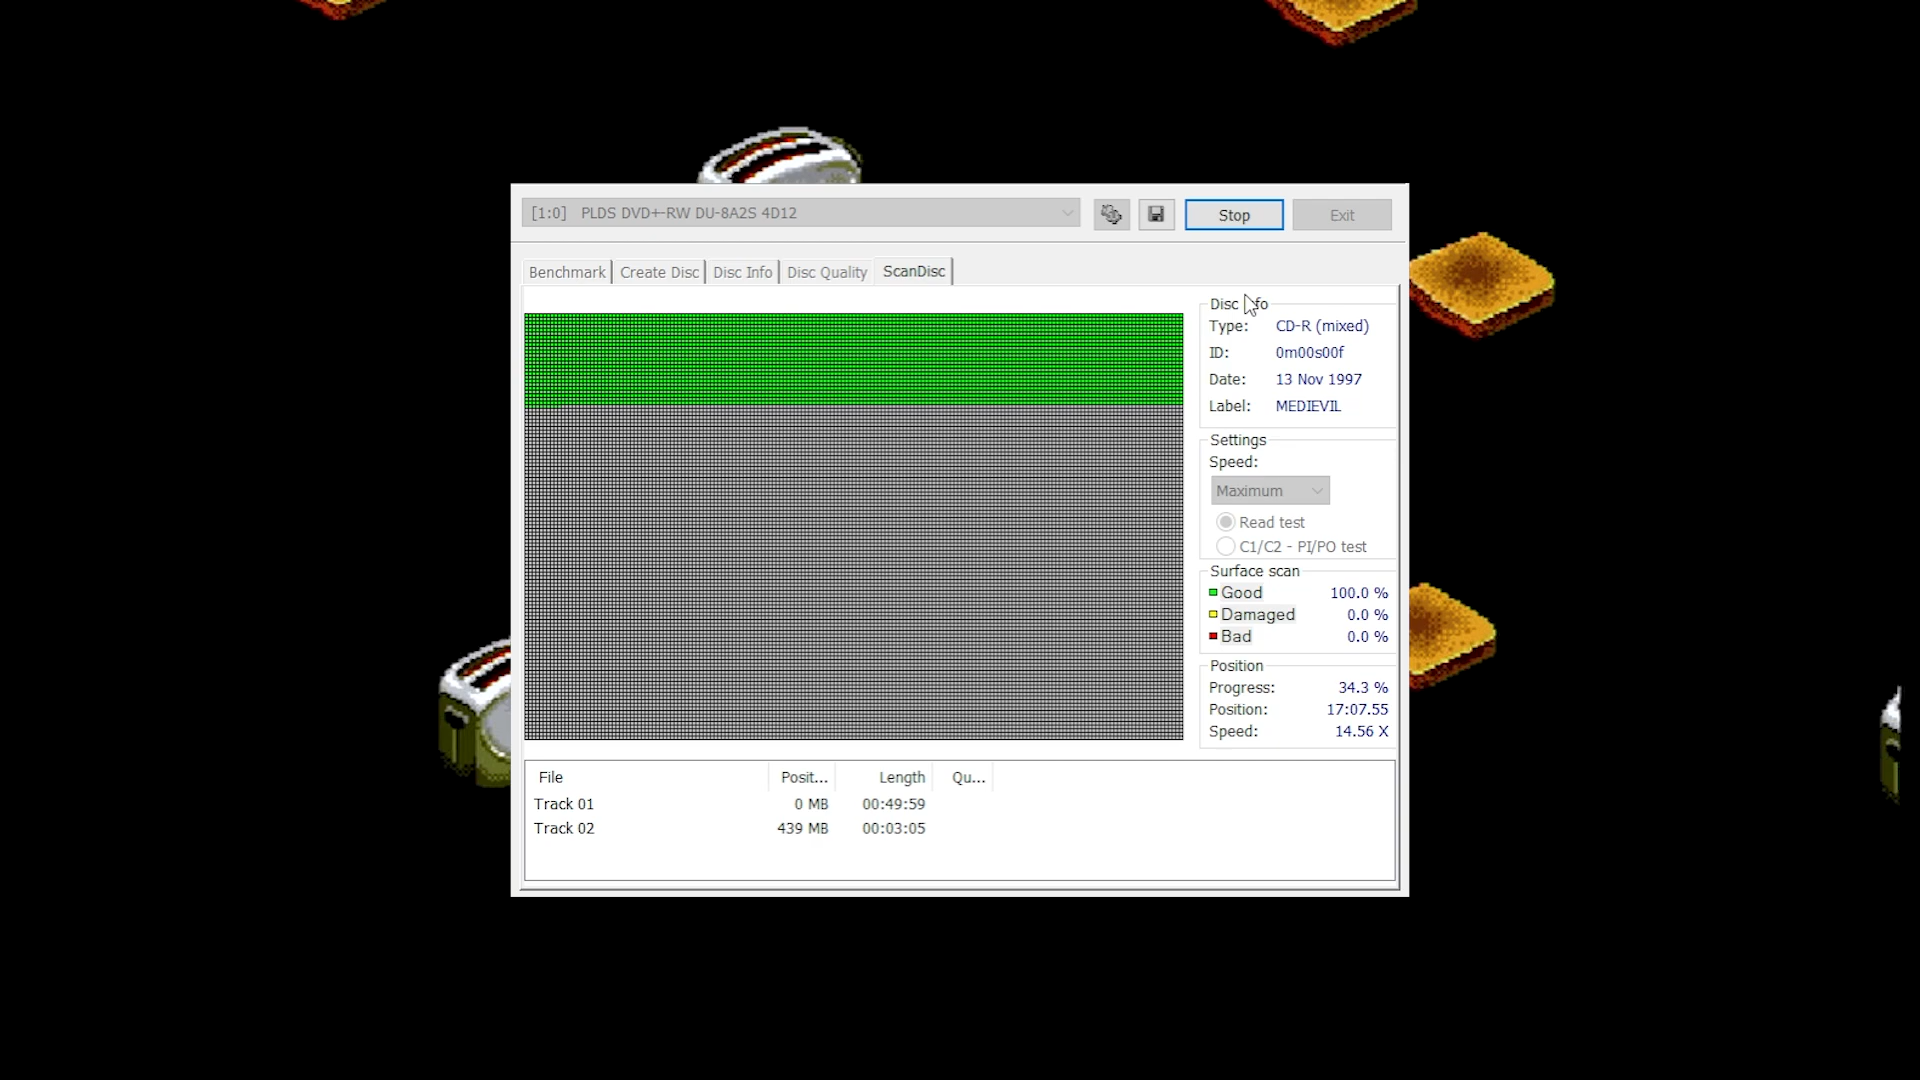 [1:0] PLDS DVD+-RW DU-8A2S 4D12
Stop
Exit
Benchmark
Create Disc
Disc Info
Disc Quality
ScanDisc
Type: CD-R (mixed)
ID: 0m00s00f
Date: 13 Nov 1997
Label: MEDIEVIL
Settings
Speed:
Maximum
Read test
C1/C2 - PI/PO test
Surface scan
Good 100.0 %
Damaged 0.0 %
Bad 0.0 %
Position
Progress: 34.3 %
Position: 17:07.55
Speed: 14.56 X
File Posit... Length Qu...
Track 01 0 MB 00:49:59
Track 02 439 MB 00:03:05